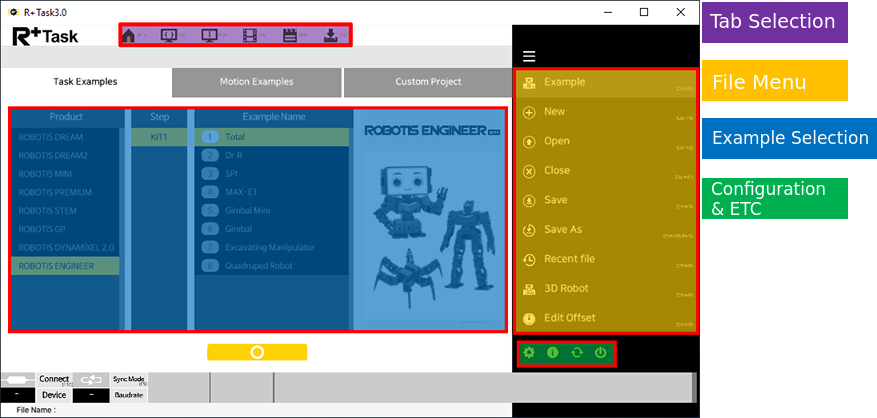 R+Task3.0
R+Task
Tab Selection
File Menu
Example Selection
Configuration
& ETC
Task Examples
Motion Examples
Custom Project
Product
Step
Example Name
ROBOTIS DREAM
ROBOTIS DREAM2
ROBOTIS MINI
ROBOTIS PREMIUM
ROBOTIS STEM
ROBOTIS GP
ROBOTIS DYNAMIXEL 2.0
ROBOTIS ENGINEER
KIT1
1 Total
2 Dr.R
3 SPI
4 MAX-E1
5 Gimbal Mini
6 Gimbal
7 Excavating Manipulator
8 Quadruped Robot
ROBOTIS ENGINEER KIT1
Example
New
Open
Close
Save
Save As
Recent file
3D Robot
Edit Offset
Connect
Sync Mode
-
Device
-
Baudrate
File Name :